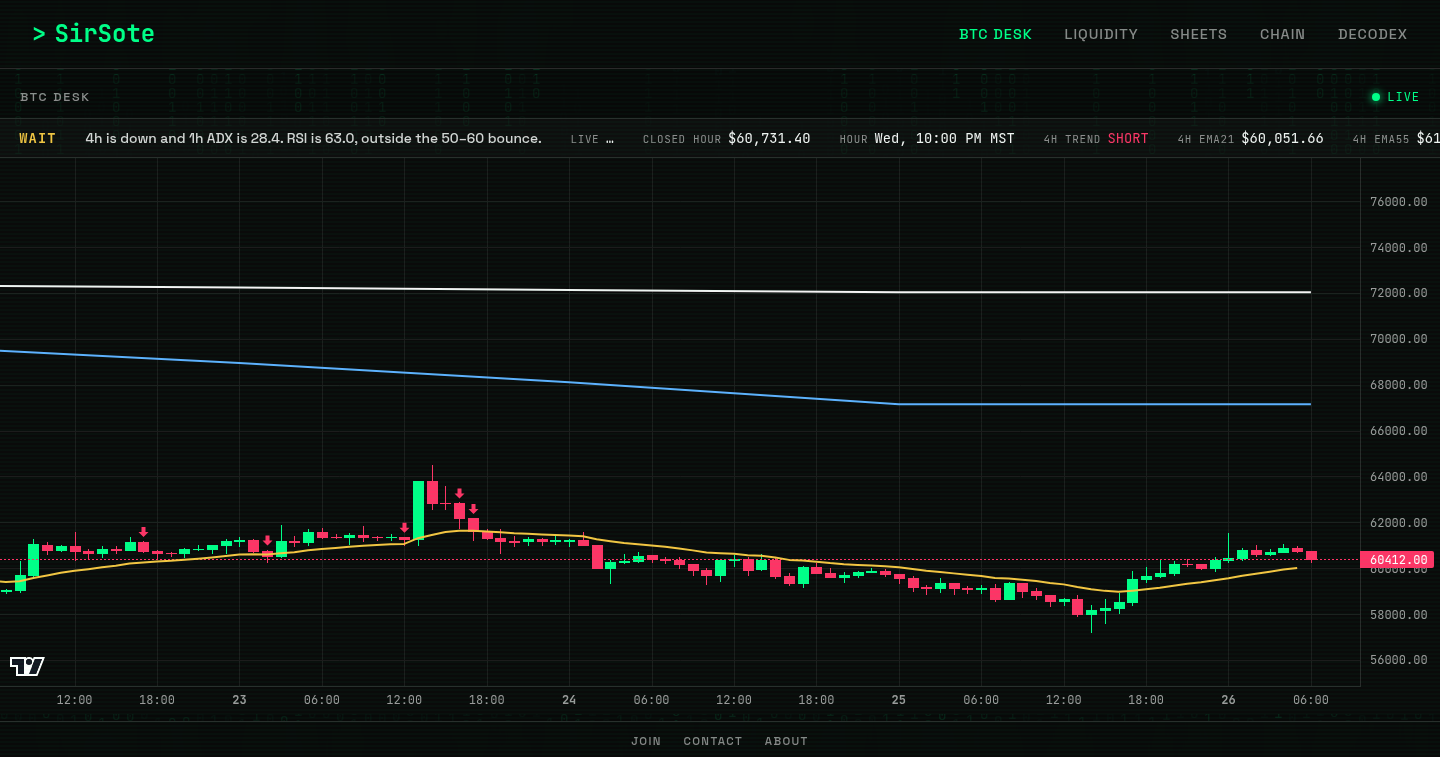 > SirSote
BTC DESK LIQUIDITY SHEETS CHAIN DECODEX
BTC DESK
LIVE
WAIT 4h is down and 1h ADX is 28.4. RSI is 63.0, outside the 50–60 bounce. LIVE … CLOSED HOUR $60,731.40 HOUR Wed, 10:00 PM MST 4H TREND SHORT 4H EMA21 $60,051.66 4H EMA55 $61
76000.00
74000.00
72000.00
70000.00
68000.00
66000.00
64000.00
62000.00
60412.00
60000.00
58000.00
56000.00
12:00 18:00 23 06:00 12:00 18:00 24 06:00 12:00 18:00 25 06:00 12:00 18:00 26 06:00
JOIN CONTACT ABOUT